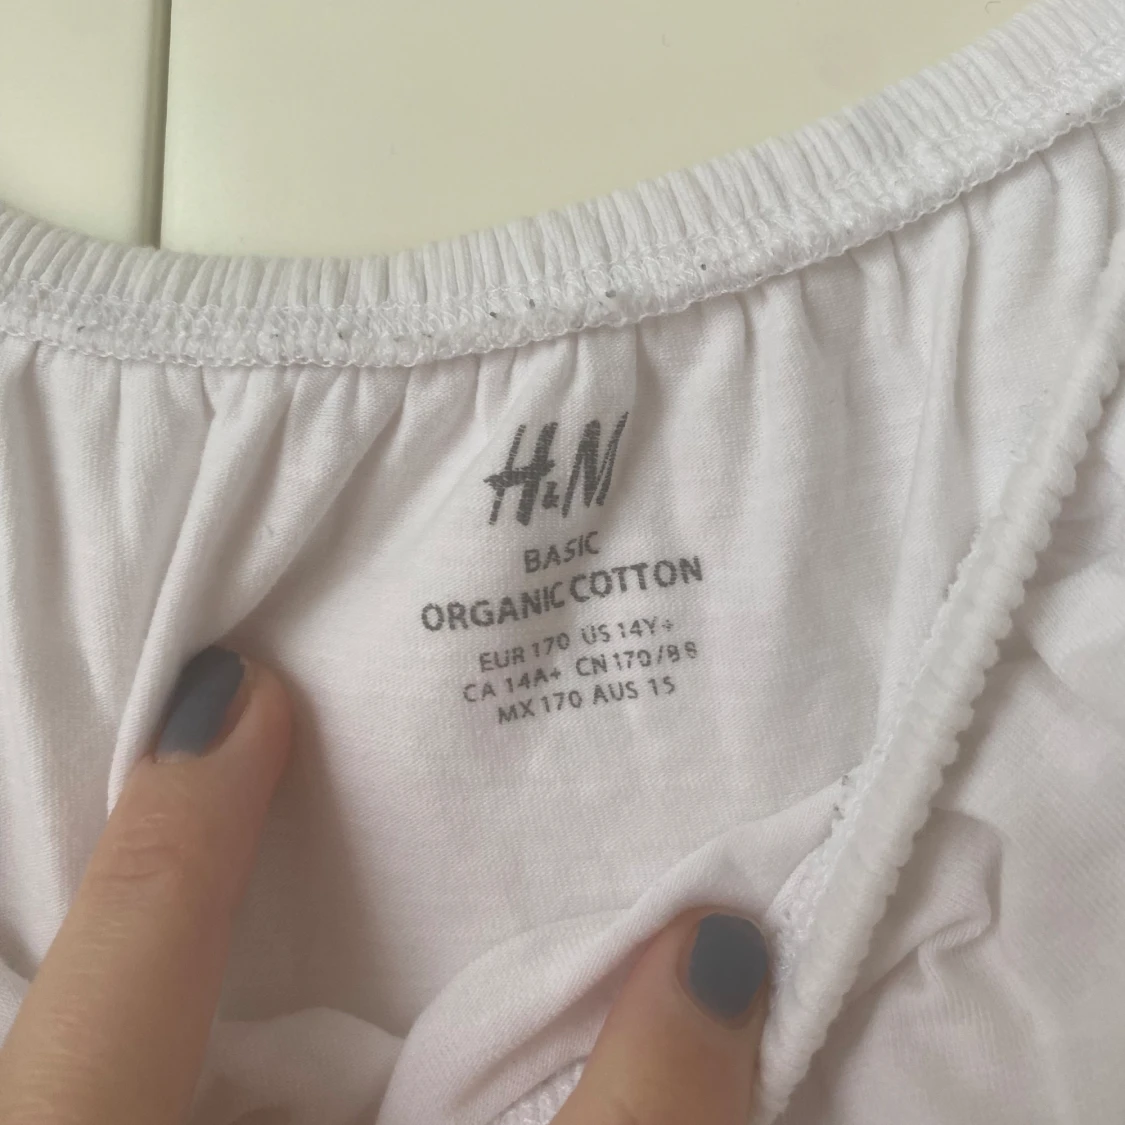 H&M
BASIC
ORGANIC COTTON
EUR 170 US 14Y+
CA 14A+ CN 170/88
MX 170 AUS 15